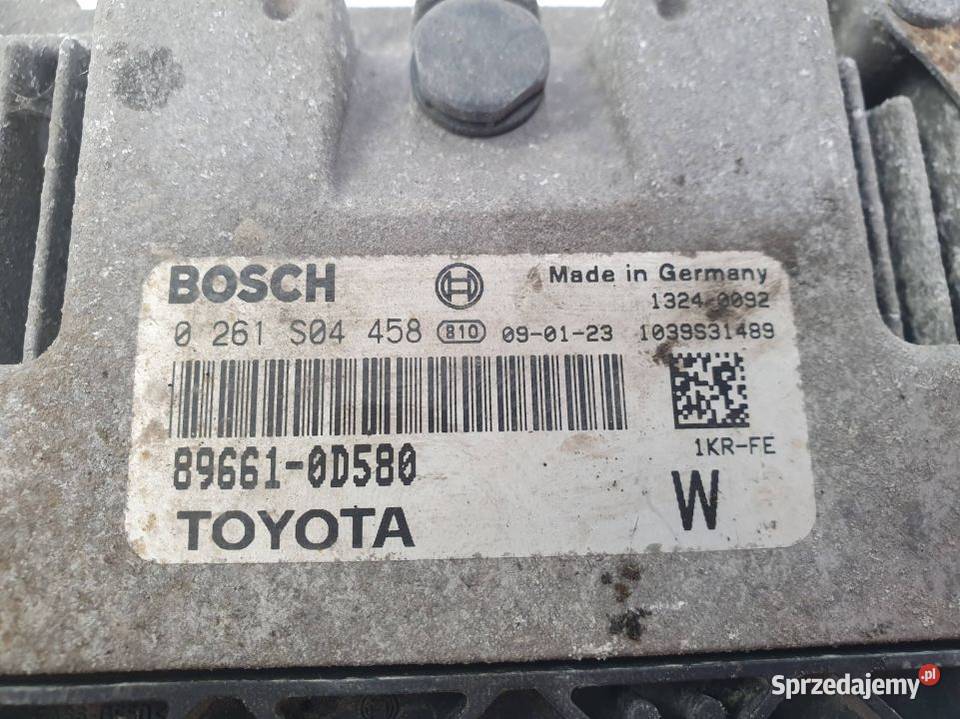 BOSCH
Made in Germany
1324 0092
0 261 S04 458 810 09-01-23 1039S31489
1KR-FE
89661-0D580
W
TOYOTA
Sprzedajemy.pl